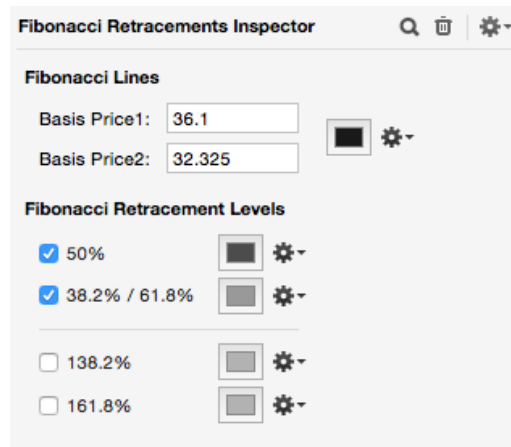 Fibonacci Retracements Inspector
Fibonacci Lines
Basis Price1: 36.1
Basis Price2: 32.325
Fibonacci Retracement Levels
50%
38.2% / 61.8%
138.2%
161.8%